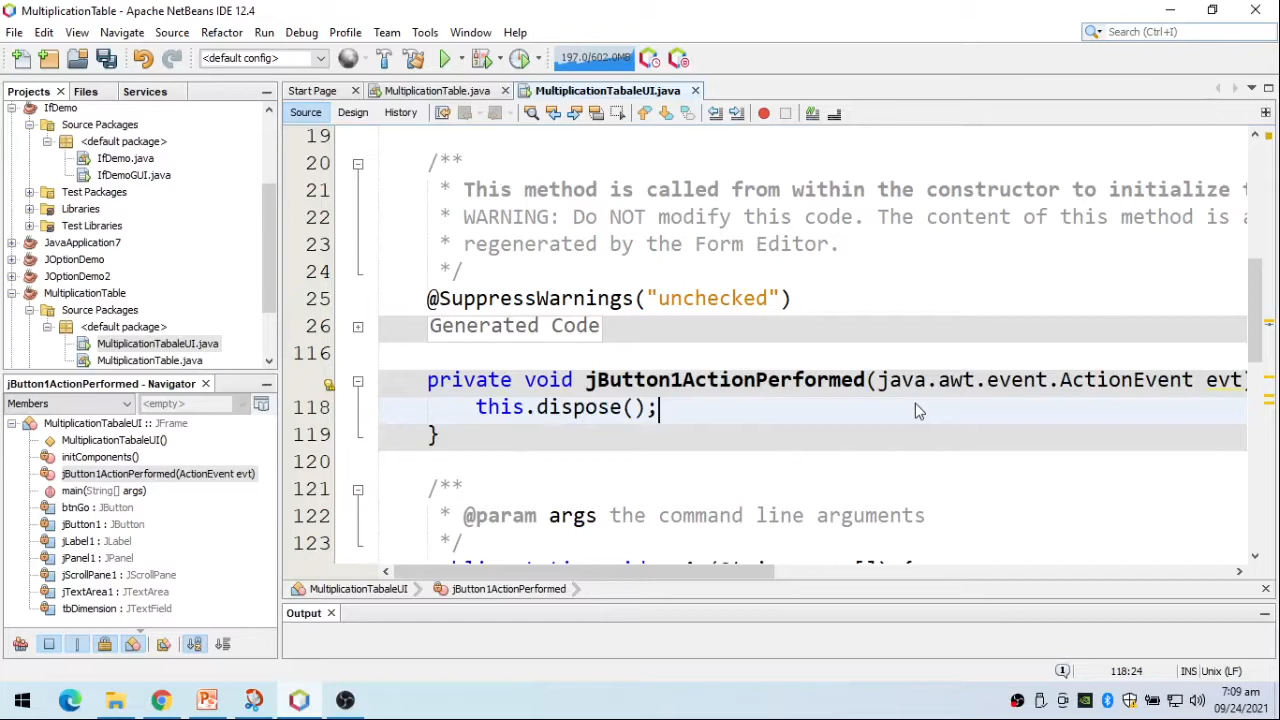 MultiplicationTable - Apache NetBeans IDE 12.4
File Edit View Navigate Source Refactor Run Debug Profile Team Tools Window Help
Search (Ctrl+I)
<default config>
197.0/602.0MB
Projects Files Services
Start Page MultiplicationTable.java MultiplicationTabaleUI.java
Source Design History
IfDemo
Source Packages
<default package>
IfDemo.java
IfDemoGUI.java
Test Packages
Libraries
Test Libraries
JavaApplication7
JOptionDemo
JOptionDemo2
MultiplicationTable
Source Packages
<default package>
MultiplicationTabaleUI.java
MultiplicationTable.java
19
20 /**
21 * This method is called from within the constructor to initialize t
22 * WARNING: Do NOT modify this code. The content of this method is a
23 * regenerated by the Form Editor.
24 */
25 @SuppressWarnings("unchecked")
26 Generated Code
116
private void jButton1ActionPerformed(java.awt.event.ActionEvent evt)
118 this.dispose();
119 }
120
121 /**
122 * @param args the command line arguments
123 */
jButton1ActionPerformed - Navigator
Members <empty>
MultiplicationTabaleUI :: JFrame
MultiplicationTabaleUI()
initComponents()
jButton1ActionPerformed(ActionEvent evt)
main(String[] args)
btnGo : JButton
jButton1 : JButton
jLabel1 : JLabel
jPanel1 : JPanel
jScrollPane1 : JScrollPane
jTextArea1 : JTextArea
tbDimension : JTextField
MultiplicationTabaleUI jButton1ActionPerformed
Output
1 118:24 INS Unix (LF)
7:09 am
09/24/2021